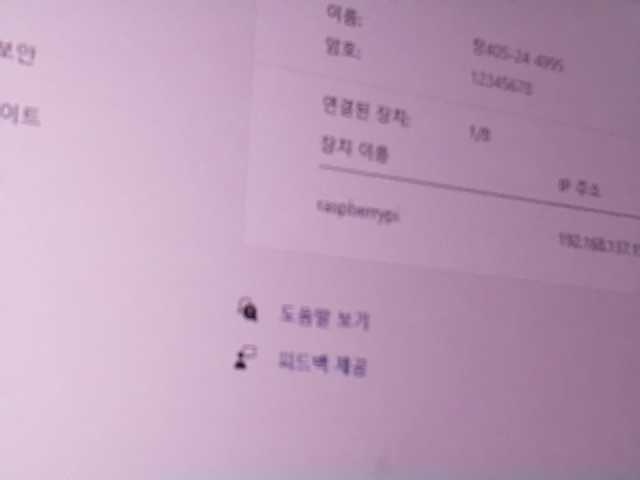 이름:
암호:
12345678
보안
연결된 장치:
1/8
이트
장치 이름
IP 주소
raspberrypi
도움말 보기
피드백 제공